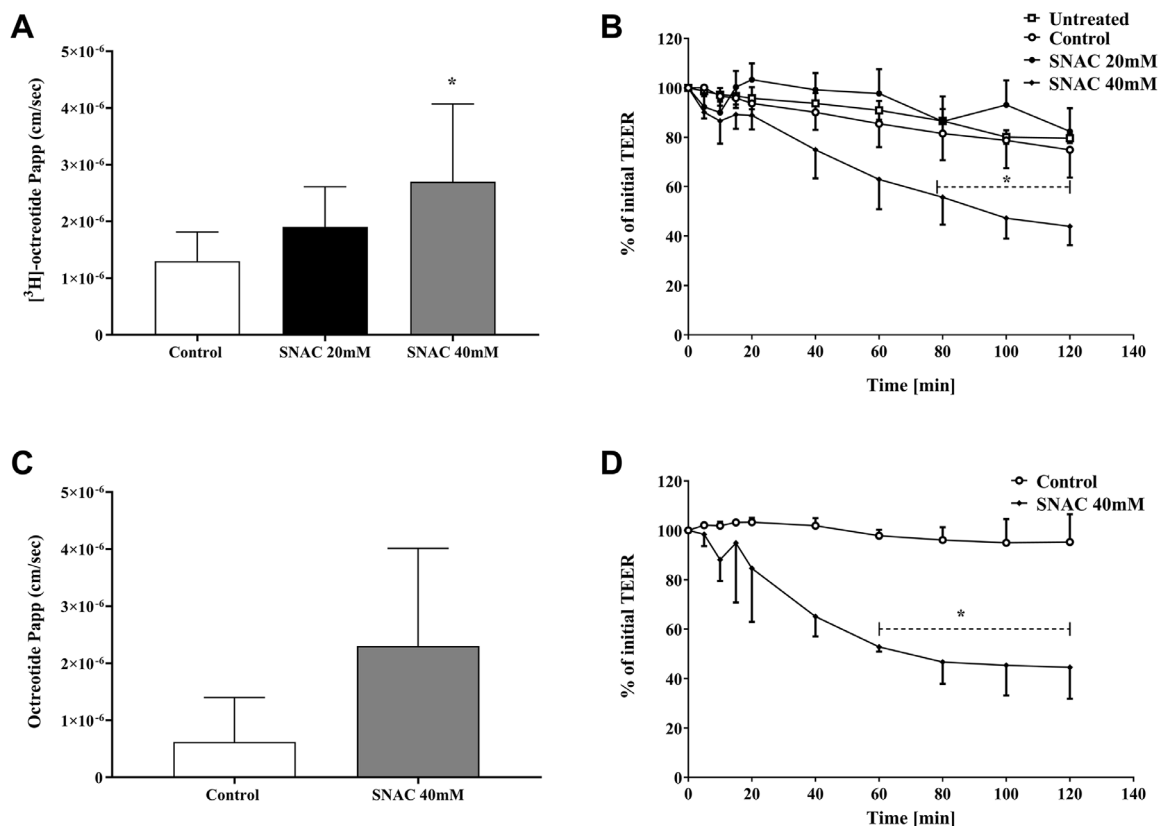 A
[³H]-octreotide Papp (cm/sec)
5×10⁻⁶
4×10⁻⁶
3×10⁻⁶
2×10⁻⁶
1×10⁻⁶
0
*
Control
SNAC 20mM
SNAC 40mM
B
Untreated
Control
SNAC 20mM
SNAC 40mM
% of initial TEER
120
100
80
60
40
20
0
*
0 20 40 60 80 100 120 140
Time [min]
C
Octreotide Papp (cm/sec)
5×10⁻⁶
4×10⁻⁶
3×10⁻⁶
2×10⁻⁶
1×10⁻⁶
0
Control
SNAC 40mM
D
Control
SNAC 40mM
% of initial TEER
120
100
80
60
40
20
0
*
0 20 40 60 80 100 120 140
Time [min]